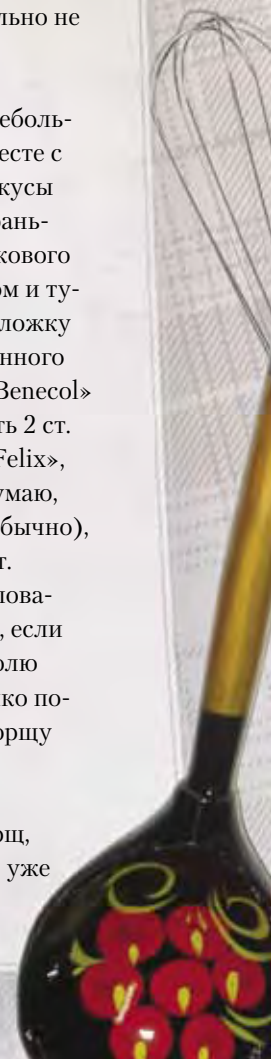 льно не
еболь-
есте с
кусы
рань-
кового
ом и ту-
ложку
нного
Benecol»
ть 2 ст.
Felix»,
умаю,
бычно),
т.
лова-
, если
олю
ко по-
орщу
ощ,
уже